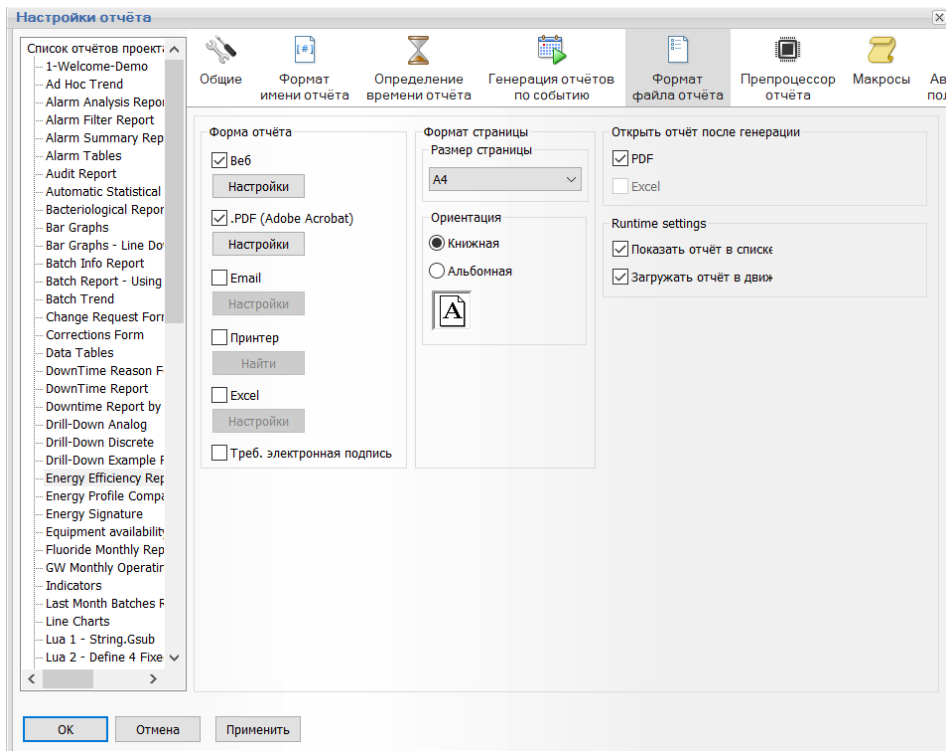 Настройки отчёта
Список отчётов проект
1-Welcome-Demo
Ad Hoc Trend
Alarm Analysis Repor
Alarm Filter Report
Alarm Summary Rep
Alarm Tables
Audit Report
Automatic Statistical
Bacteriological Repor
Bar Graphs
Bar Graphs - Line Do
Batch Info Report
Batch Report - Using
Batch Trend
Change Request For
Corrections Form
Data Tables
DownTime Reason F
DownTime Report
Downtime Report by
Drill-Down Analog
Drill-Down Discrete
Drill-Down Example
Energy Efficiency Rep
Energy Profile Comp
Energy Signature
Equipment availability
Fluoride Monthly Rep
GW Monthly Operatin
Indicators
Last Month Batches
Line Charts
Lua 1 - String.Gsub
Lua 2 - Define 4 Fixe
Общие
Формат
имени отчёта
Определение
времени отчёта
Генерация отчётов
по событию
Формат
файла отчёта
Препроцессор
отчёта
Макросы
Ав
пол
Форма отчёта
Веб
Настройки
.PDF (Adobe Acrobat)
Настройки
Email
Настройки
Принтер
Найти
Excel
Настройки
Треб. электронная подпись
Формат страницы
Размер страницы
A4
Ориентация
Книжная
Альбомная
A
Открыть отчёт после генерации
PDF
Excel
Runtime settings
Показать отчёт в списке
Загружать отчёт в движ
OK
Отмена
Применить